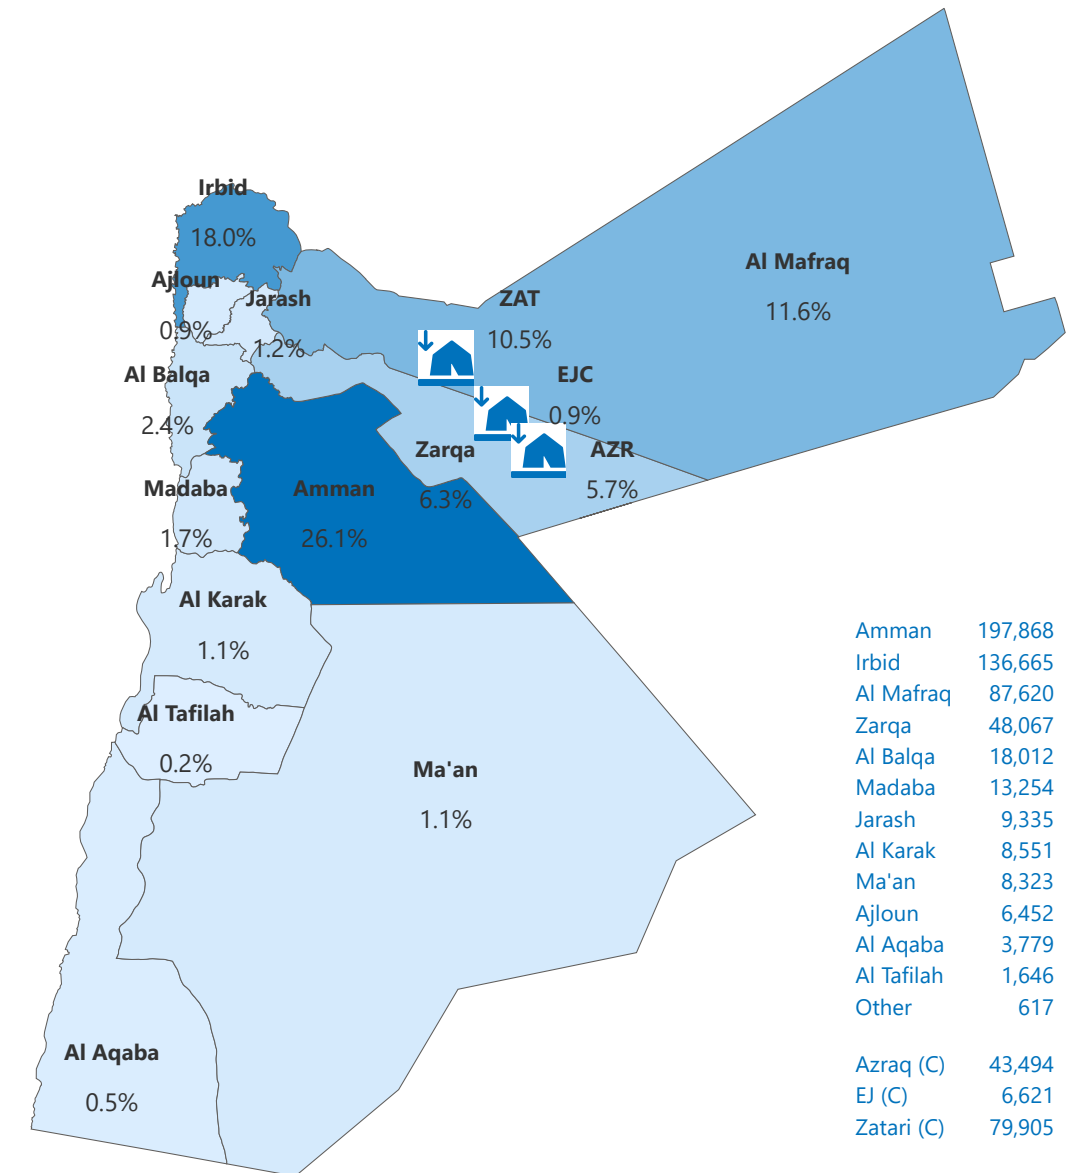 Irbid
18.0%
Al Mafraq
11.6%
Ajloun
0.9%
Jarash
1.2%
ZAT
10.5%
EJC
0.9%
Al Balqa
2.4%
Zarqa
6.3%
AZR
5.7%
Madaba
1.7%
Amman
26.1%
Al Karak
1.1%
Al Tafilah
0.2%
Ma'an
1.1%
Al Aqaba
0.5%
Amman 197,868
Irbid 136,665
Al Mafraq 87,620
Zarqa 48,067
Al Balqa 18,012
Madaba 13,254
Jarash 9,335
Al Karak 8,551
Ma'an 8,323
Ajloun 6,452
Al Aqaba 3,779
Al Tafilah 1,646
Other 617
Azraq (C) 43,494
EJ (C) 6,621
Zatari (C) 79,905